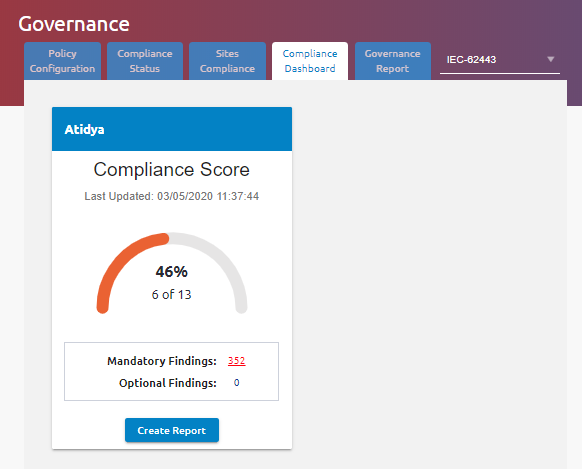 Governance
Policy
Configuration
Compliance
Status
Sites
Compliance
Compliance
Dashboard
Governance
Report
IEC-62443
Atidya
Compliance Score
Last Updated: 03/05/2020 11:37:44
46%
6 of 13
Mandatory Findings: 352
Optional Findings: 0
Create Report